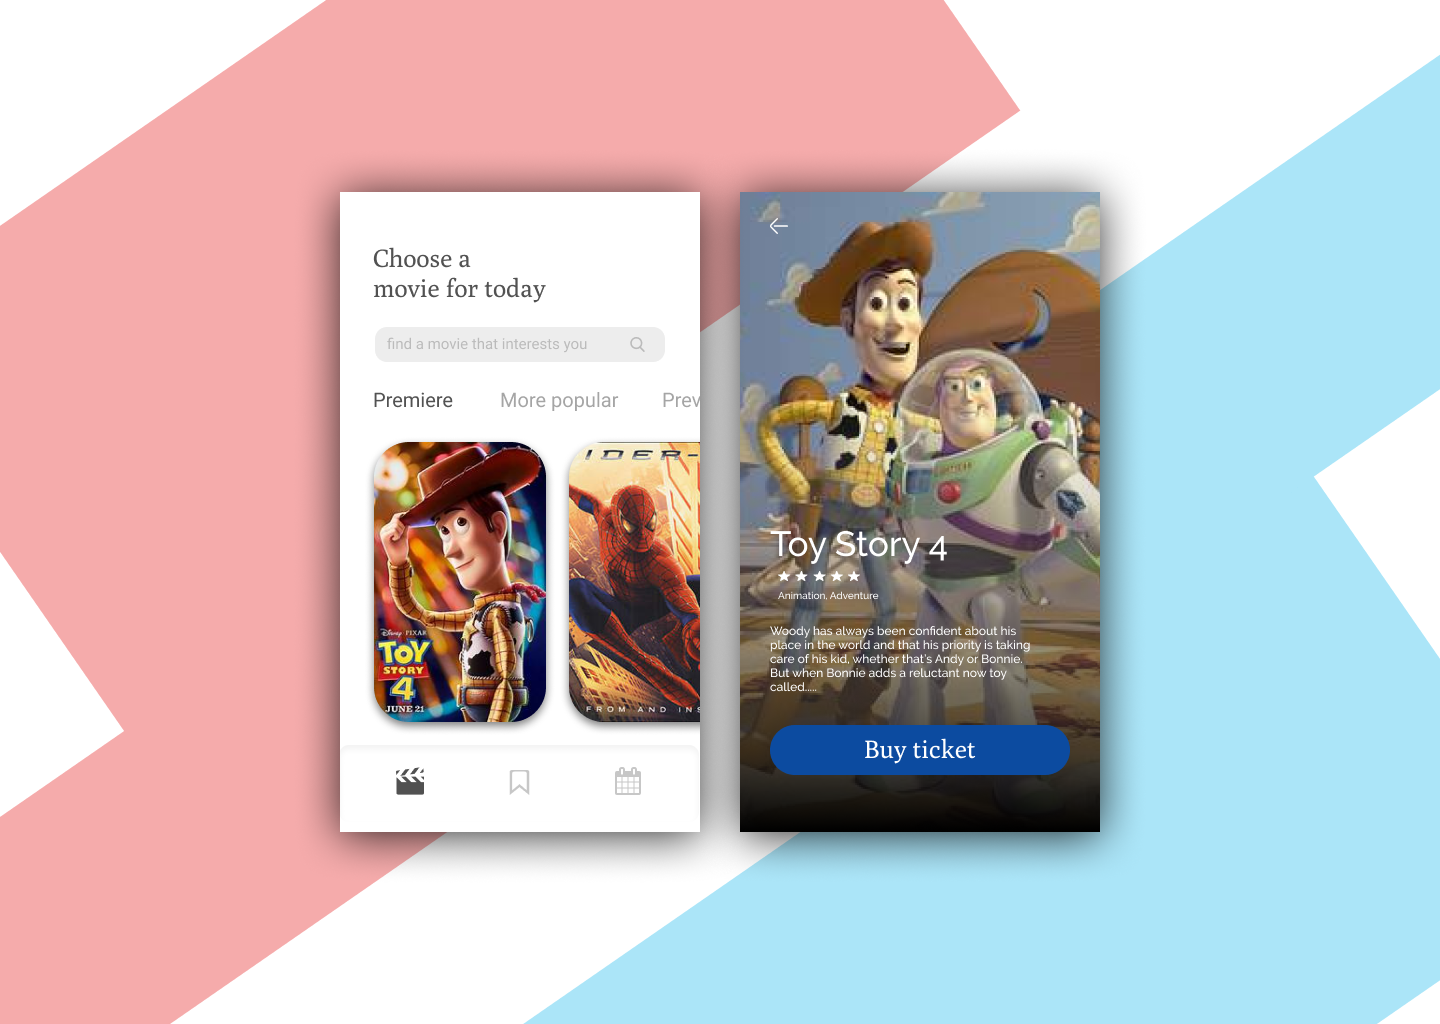 Choose a
movie for today
find a movie that interests you
Premiere More popular Prev
Disney PIXAR
TOY
STORY
4
JUNE 21
IDER-
FROM AND INS
Toy Story 4
Animation, Adventure
Woody has always been confident about his
place in the world and that his priority is taking
care of his kid, whether that's Andy or Bonnie.
But when Bonnie adds a reluctant now toy
called.....
Buy ticket